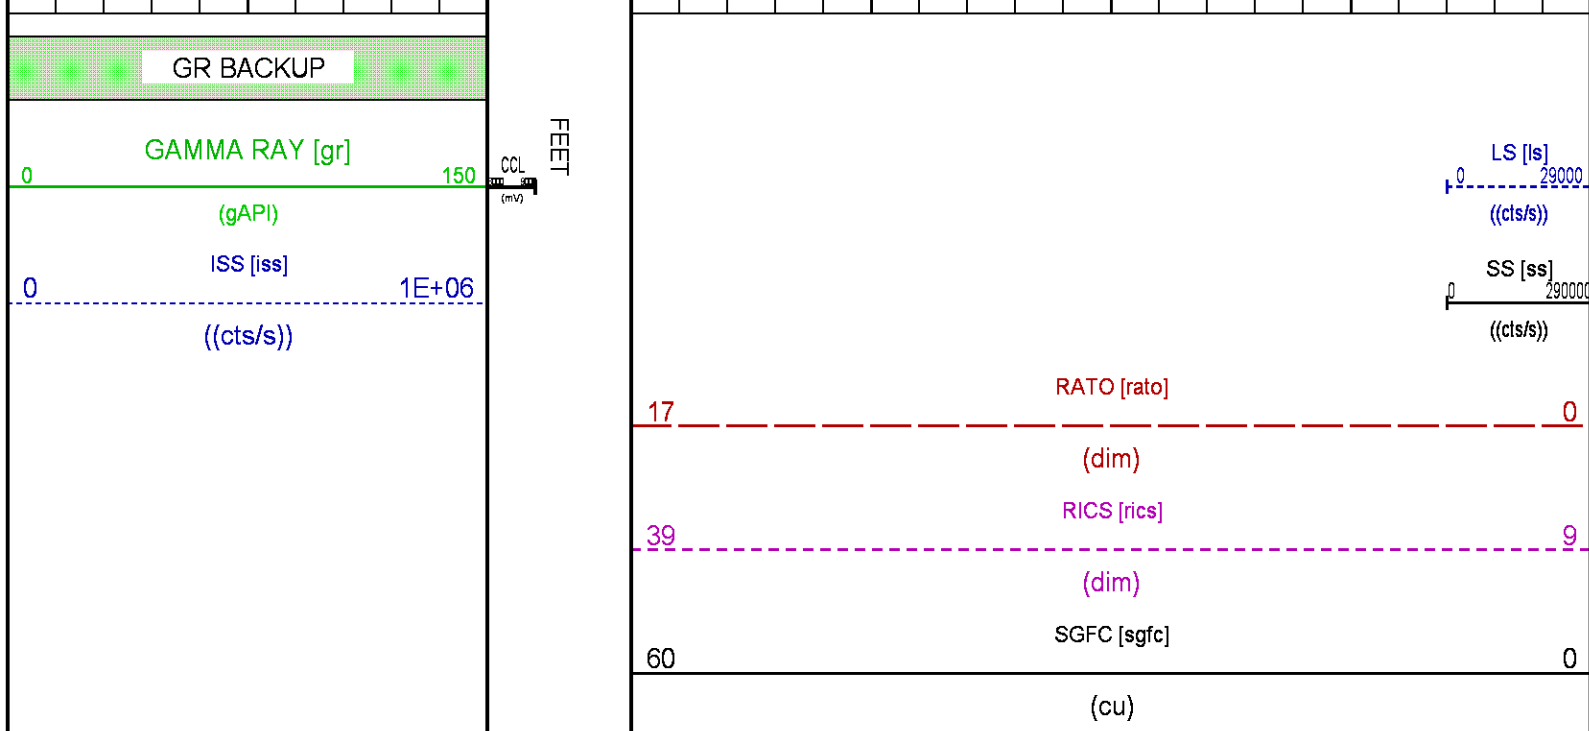 GR BACKUP
GAMMA RAY [gr]
0 150
(gAPI)
ISS [iss]
0 1E+06
((cts/s))
CCL
(mV)
FEET
LS [ls]
0 29000
((cts/s))
SS [ss]
0 290000
((cts/s))
RATO [rato]
17 0
(dim)
RICS [rics]
39 9
(dim)
SGFC [sgfc]
60 0
(cu)